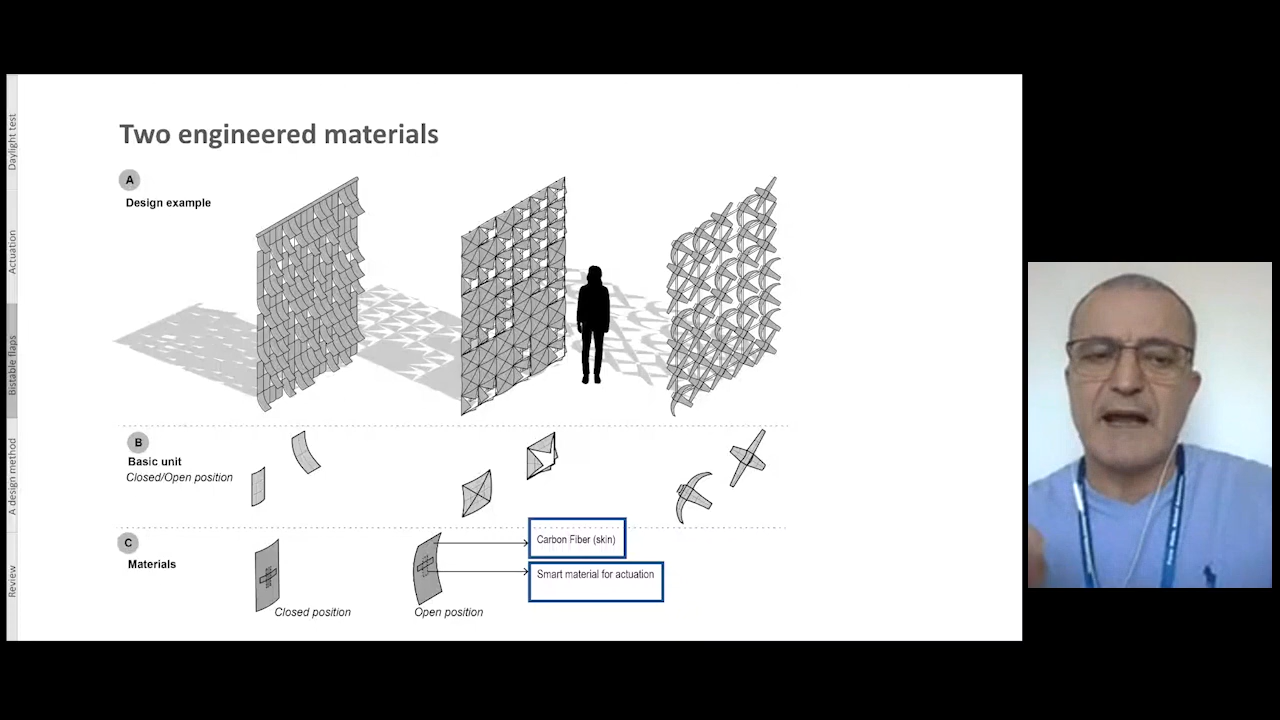 Two engineered materials
A
Design example
B
Basic unit
Closed/Open position
C
Materials
Closed position
Open position
Carbon Fiber (skin)
Smart material for actuation
Daylight test
Actuation
Bistable flaps
A design method
Review